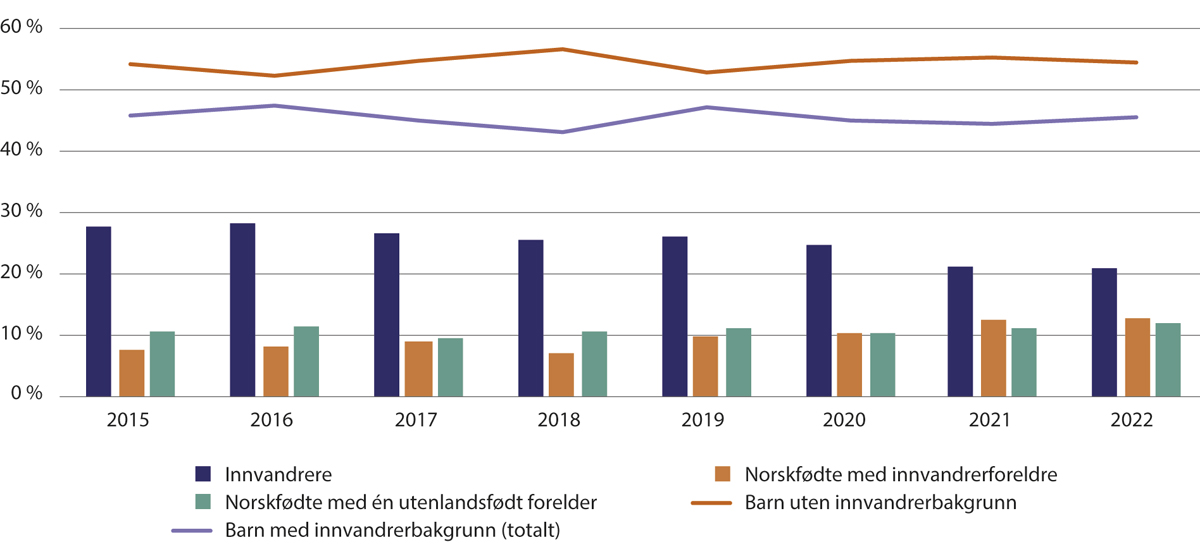 60 %
50 %
40 %
30 %
20 %
10 %
0 %
2015 2016 2017 2018 2019 2020 2021 2022
Innvandrere Norskfødte med innvandrerforeldre
Norskfødte med én utenlandsfødt forelder Barn uten innvandrerbakgrunn
Barn med innvandrerbakgrunn (totalt)